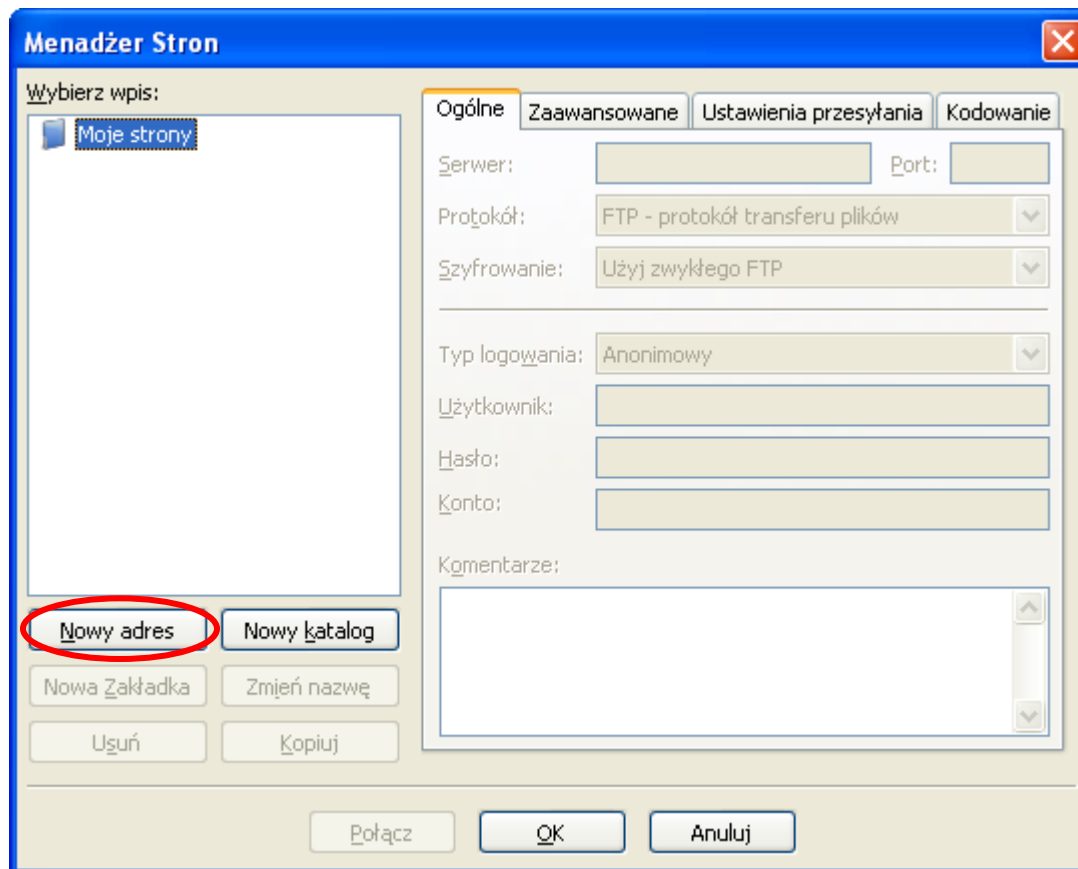 Menadżer Stron
Wybierz wpis:
Moje strony
Nowy adres Nowy katalog
Nowa Zakładka Zmień nazwę
Usuń Kopiuj
Ogólne Zaawansowane Ustawienia przesyłania Kodowanie
Serwer: Port:
Protokół: FTP - protokół transferu plików
Szyfrowanie: Użyj zwykłego FTP
Typ logowania: Anonimowy
Użytkownik:
Hasło:
Konto:
Komentarze:
Połącz OK Anuluj